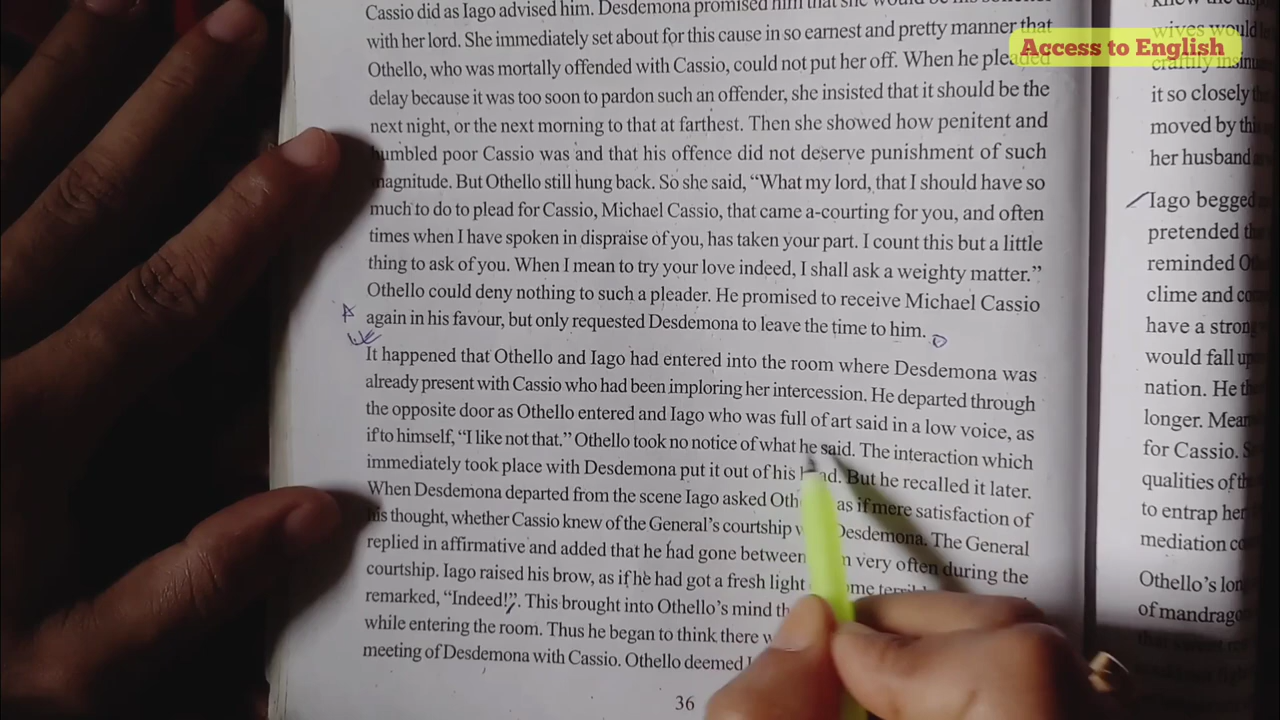 Cassio did as Iago advised him. Desdemona promised him that she would be his
with her lord. She immediately set about for this cause in so earnest and pretty manner that
Othello, who was mortally offended with Cassio, could not put her off. When he pleaded
delay because it was too soon to pardon such an offender, she insisted that it should be the
next night, or the next morning to that at farthest. Then she showed how penitent and
humbled poor Cassio was and that his offence did not deserve punishment of such
magnitude. But Othello still hung back. So she said, “What my lord, that I should have so
much to do to plead for Cassio, Michael Cassio, that came a-courting for you, and often
times when I have spoken in dispraise of you, has taken your part. I count this but a little
thing to ask of you. When I mean to try your love indeed, I shall ask a weighty matter.”
Othello could deny nothing to such a pleader. He promised to receive Michael Cassio
again in his favour, but only requested Desdemona to leave the time to him.
It happened that Othello and Iago had entered into the room where Desdemona was
already present with Cassio who had been imploring her intercession. He departed through
the opposite door as Othello entered and Iago who was full of art said in a low voice, as
if to himself, “I like not that.” Othello took no notice of what he said. The interaction which
immediately took place with Desdemona put it out of his But he recalled it later.
When Desdemona departed from the scene Iago asked as if mere satisfaction of
his thought, whether Cassio knew of the General’s courtship Desdemona. The General
replied in affirmative and added that he had gone between very often during the
courtship. Iago raised his brow, as if he had got a fresh light
remarked, “Indeed!”. This brought into Othello’s mind
while entering the room. Thus he began to think there
meeting of Desdemona with Cassio. Othello deemed
36
Access to English
wives would
craftily
it so closely
moved by
her husband
Iago begged
pretended
reminded
clime and
have a
would fall
nation. He
longer.
for Cassio.
qualities of
to entrap her
mediation
Othello’s
of